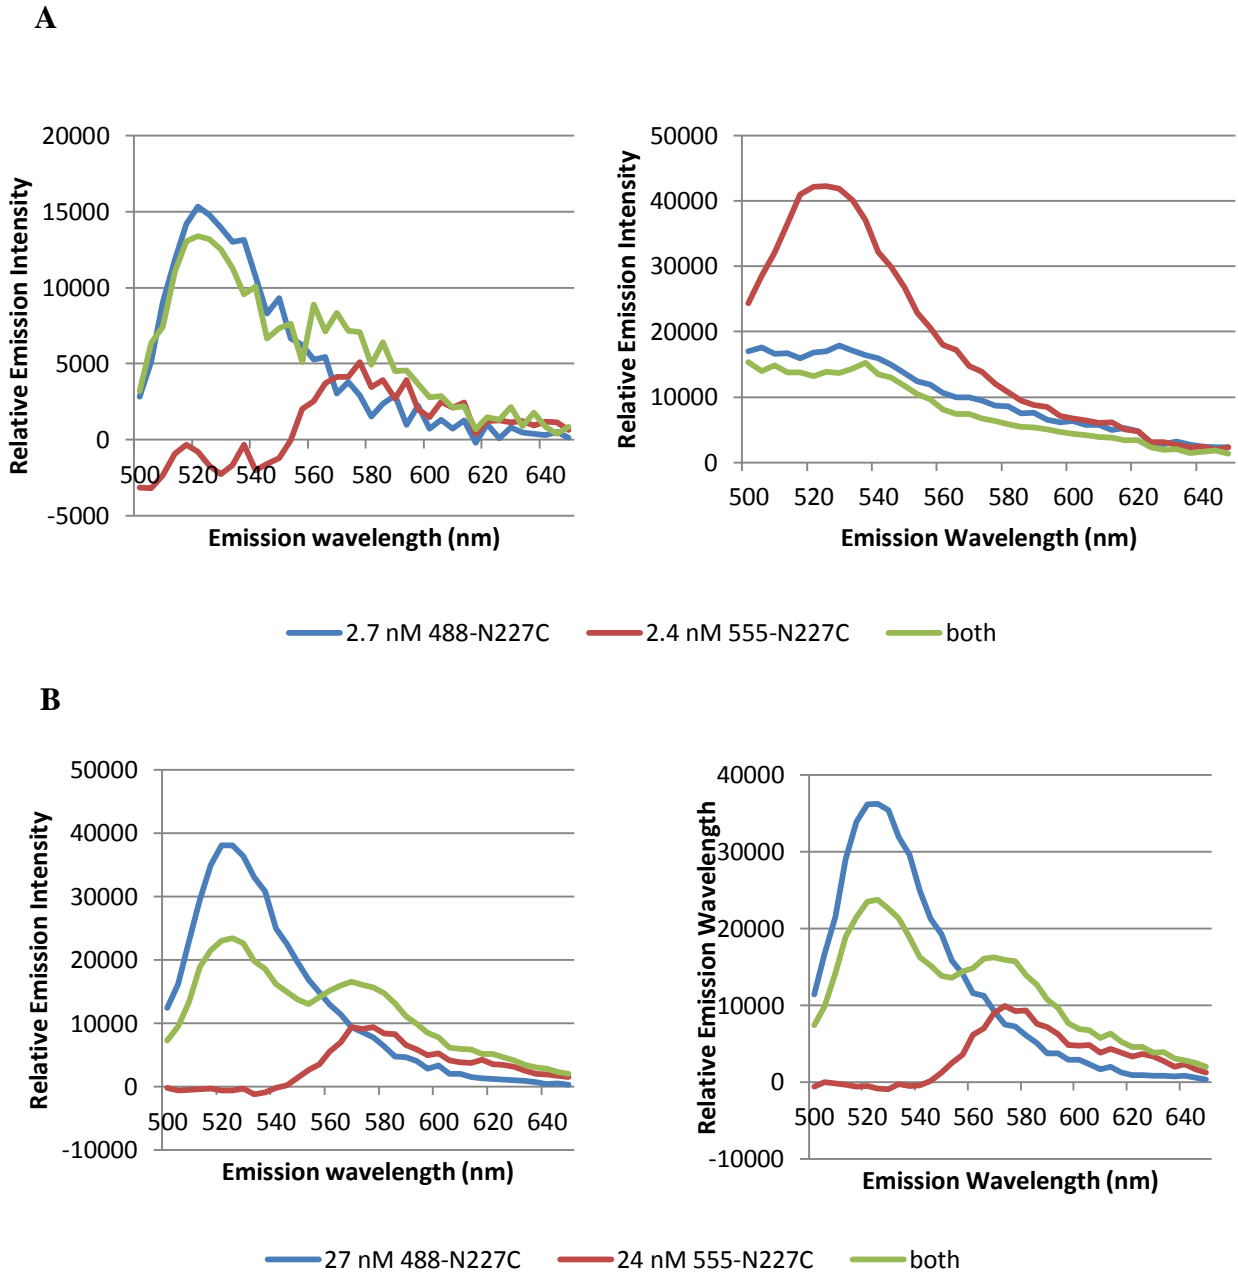 A
20000
15000
10000
5000
0
-5000
500 520 540 560 580 600 620 640
Relative Emission Intensity
Emission wavelength (nm)
50000
40000
30000
20000
10000
0
500 520 540 560 580 600 620 640
Relative Emission Intensity
Emission Wavelength (nm)
2.7 nM 488-N227C 2.4 nM 555-N227C both
B
50000
40000
30000
20000
10000
0
-10000
500 520 540 560 580 600 620 640
Relative Emission Intensity
Emission wavelength (nm)
40000
30000
20000
10000
0
-10000
500 520 540 560 580 600 620 640
Relative Emission Wavelength
Emission Wavelength (nm)
27 nM 488-N227C 24 nM 555-N227C both